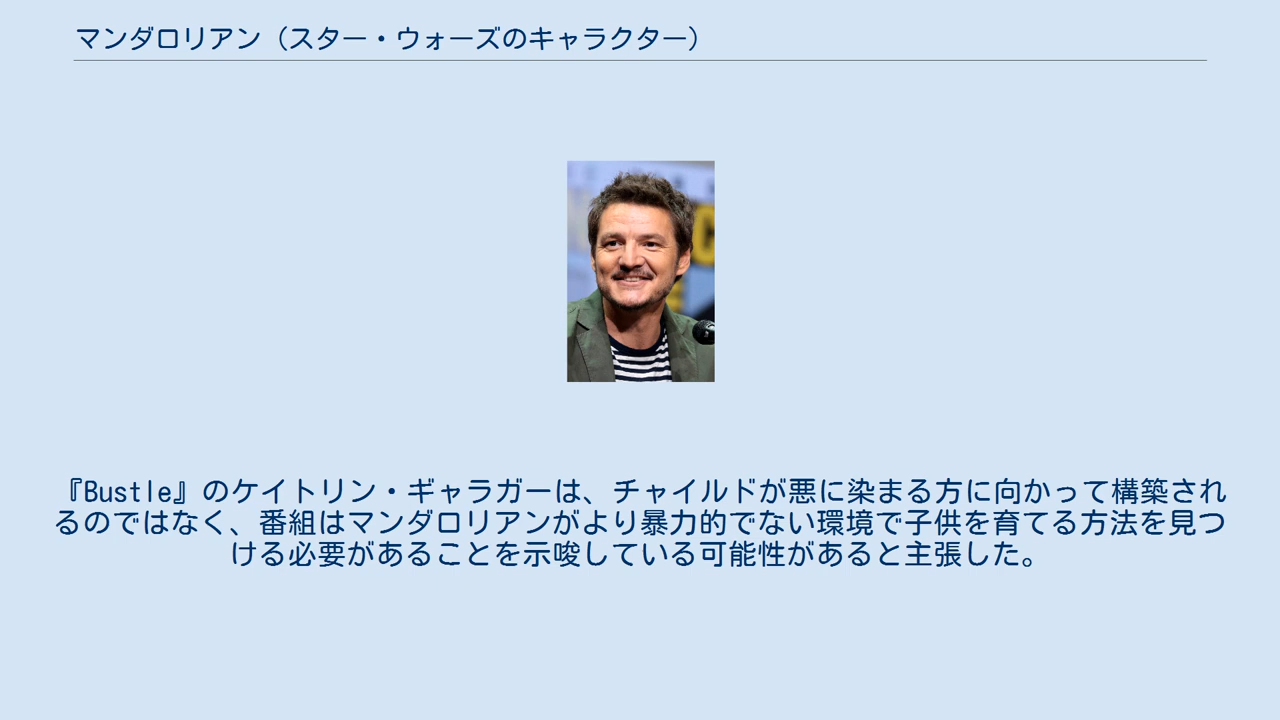 マンダロリアン（スター・ウォーズのキャラクター）
『Bustle』のケイトリン・ギャラガーは、チャイルドが悪に染まる方に向かって構築され
るのではなく、番組はマンダロリアンがより暴力的でない環境で子供を育てる方法を見つ
ける必要があることを示唆している可能性があると主張した。